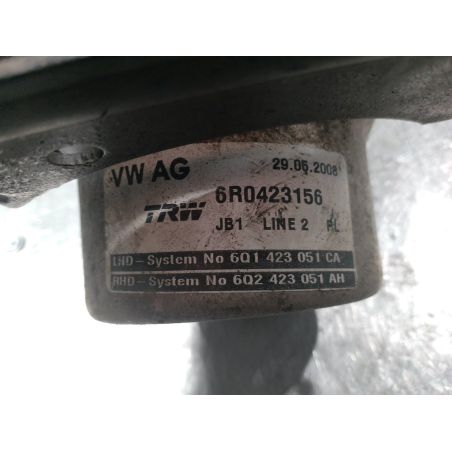 VW AG 29.06.2008
TRW 6R0423156
JB1 LINE 2 PL
LHD-System No 6Q1 423 051 CA
RHD-System No 6Q2 423 051 AH